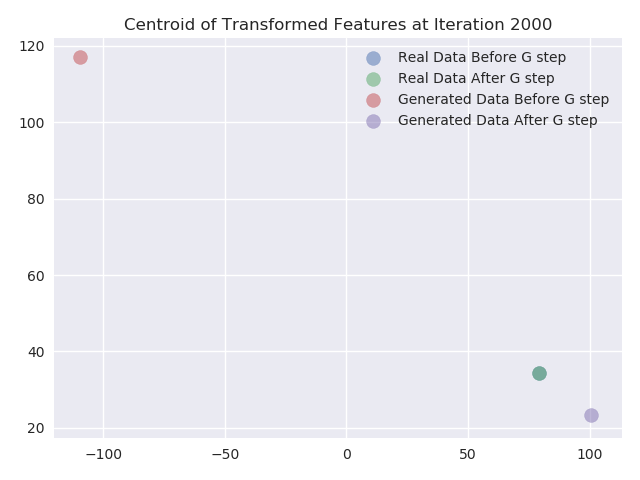 Centroid of Transformed Features at Iteration 2000
Real Data Before G step
Real Data After G step
Generated Data Before G step
Generated Data After G step
120
100
80
60
40
20
−100
−50
0
50
100